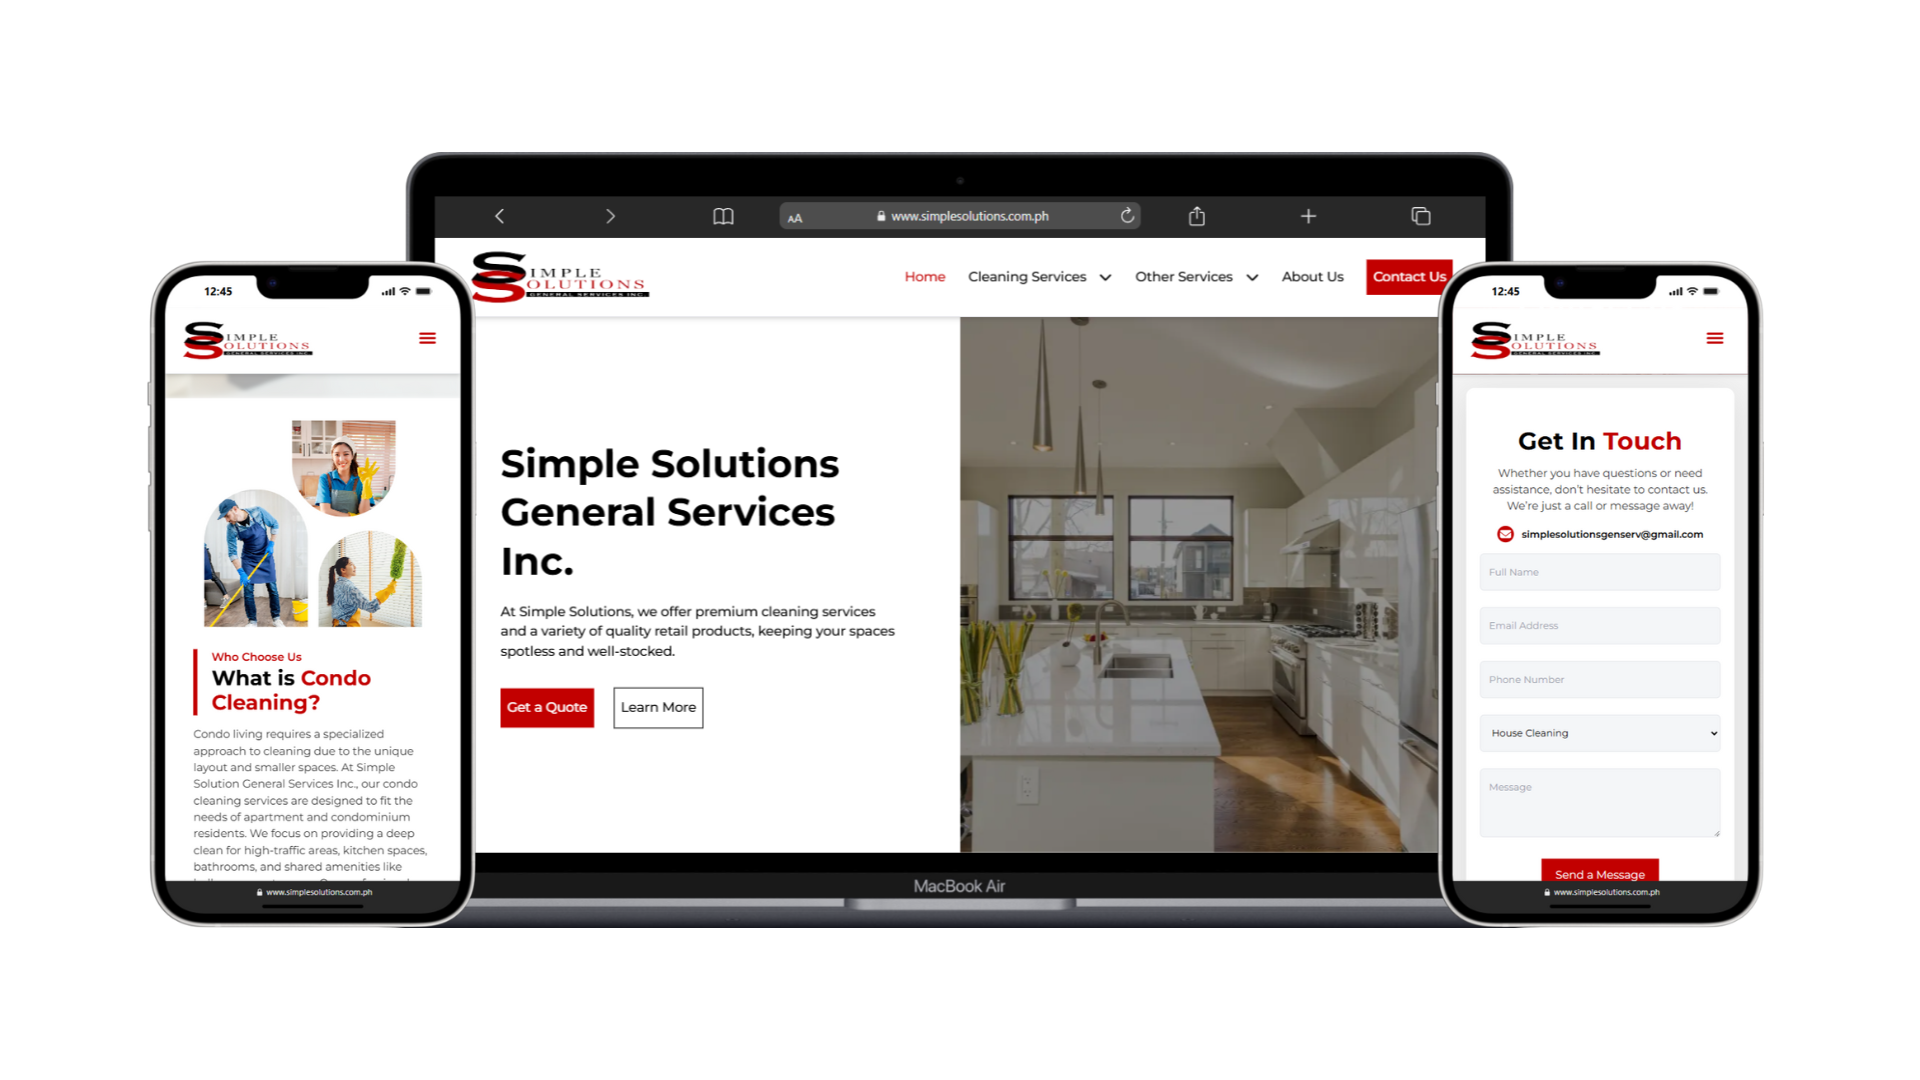 www.simplesolutions.com.ph
SIMPLE
SOLUTIONS
GENERAL SERVICES INC.
Home
Cleaning Services
Other Services
About Us
Contact Us
Simple Solutions
General Services
Inc.
At Simple Solutions, we offer premium cleaning services
and a variety of quality retail products, keeping your spaces
spotless and well-stocked.
Get a Quote
Learn More
MacBook Air
12:45
SIMPLE
SOLUTIONS
GENERAL SERVICES INC.
Who Choose Us
What is Condo
Cleaning?
Condo living requires a specialized
approach to cleaning due to the unique
layout and smaller spaces. At Simple
Solution General Services Inc., our condo
cleaning services are designed to fit the
needs of apartment and condominium
residents. We focus on providing a deep
clean for high-traffic areas, kitchen spaces,
bathrooms, and shared amenities like
www.simplesolutions.com.ph
12:45
SIMPLE
SOLUTIONS
GENERAL SERVICES INC.
Get In Touch
Whether you have questions or need
assistance, don't hesitate to contact us.
We're just a call or message away!
simplesolutionsgenserv@gmail.com
Full Name
Email Address
Phone Number
House Cleaning
Message
Send a Message
www.simplesolutions.com.ph